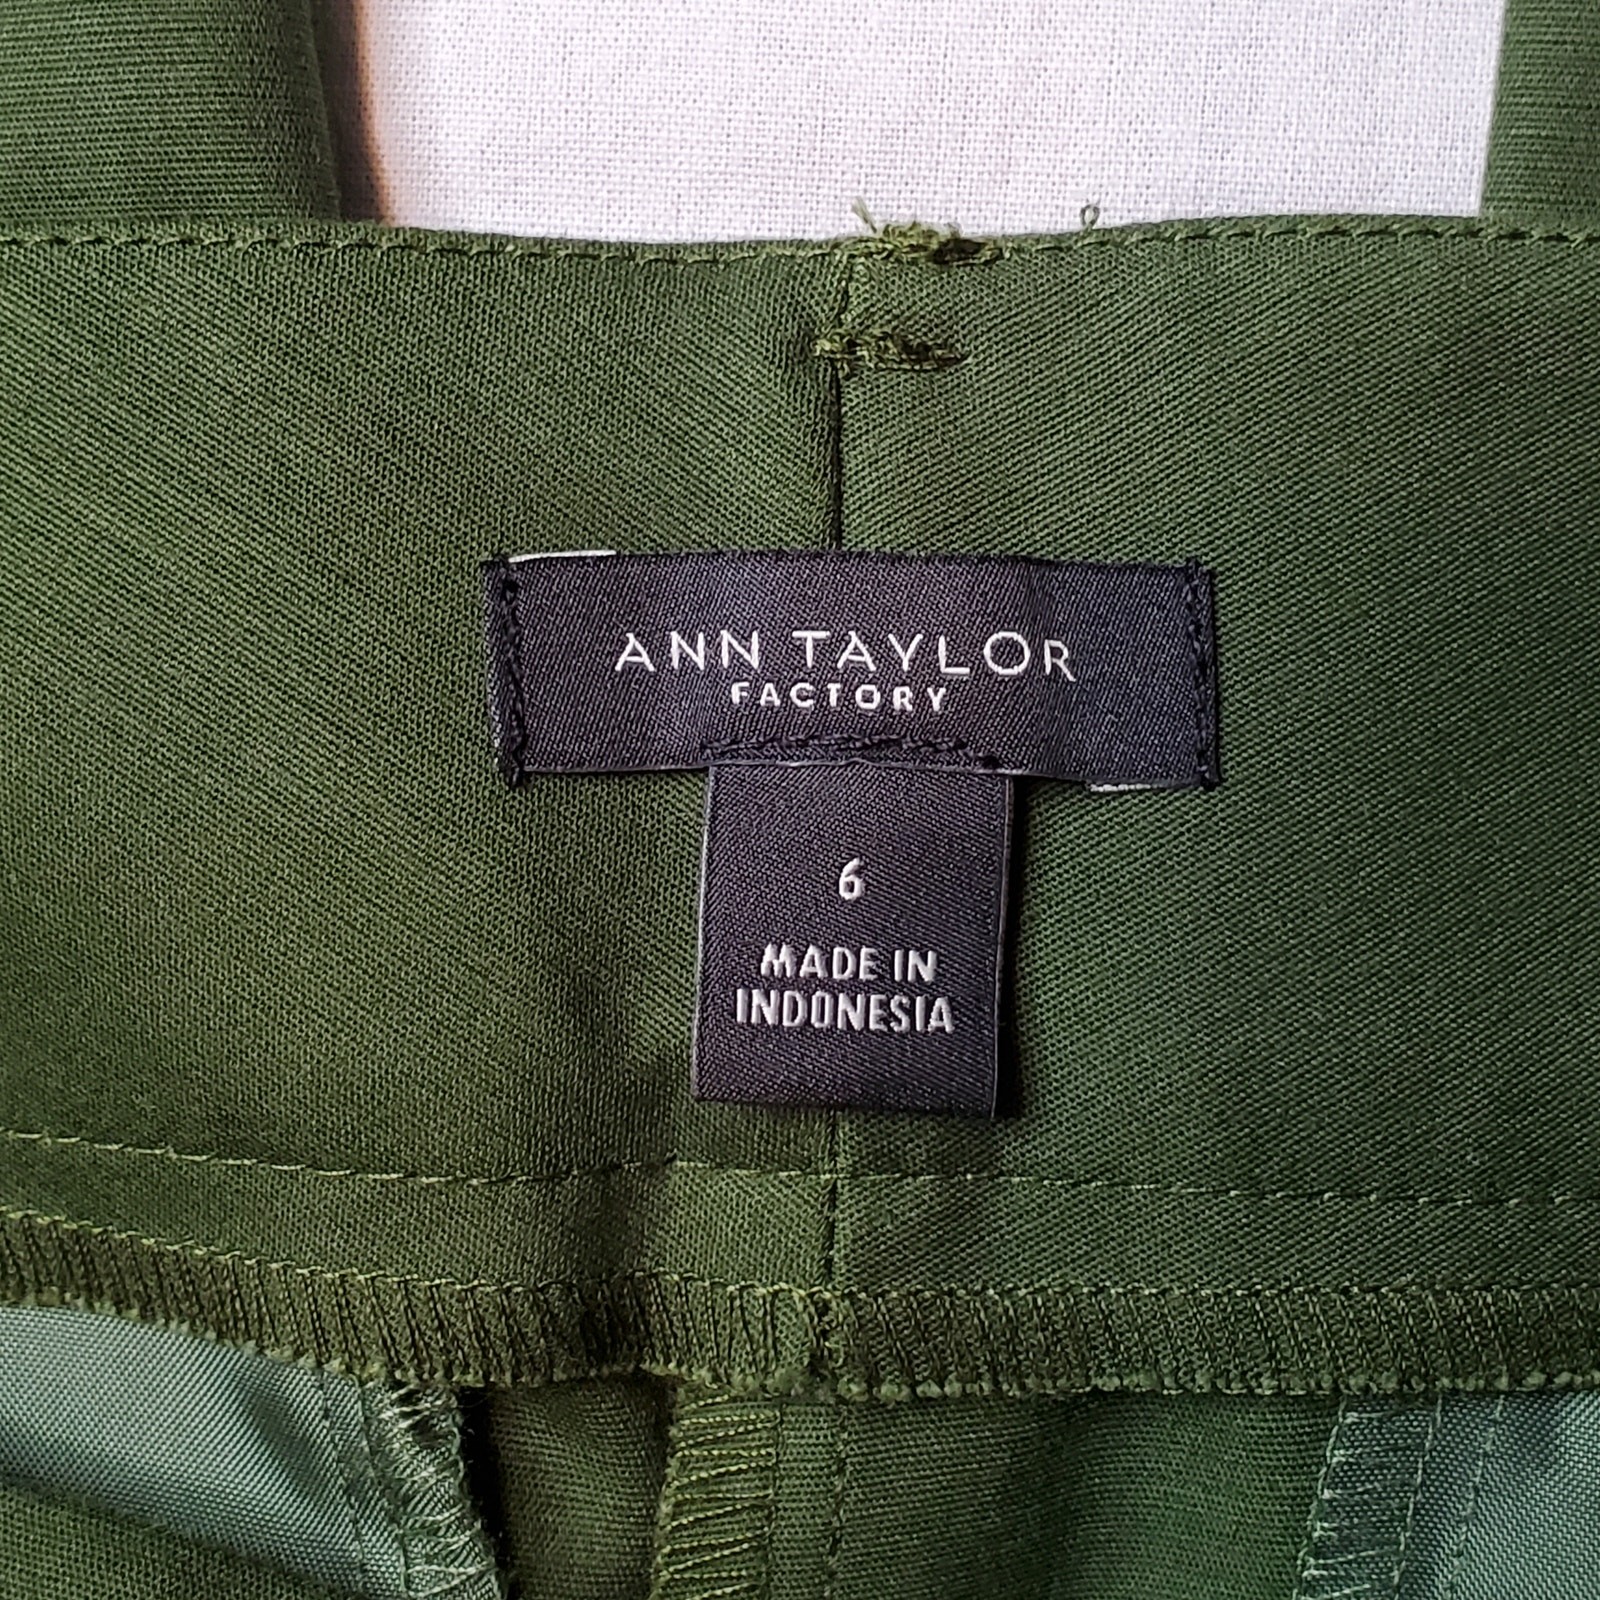 ANN TAYLOR
FACTORY
6
MADE IN
INDONESIA